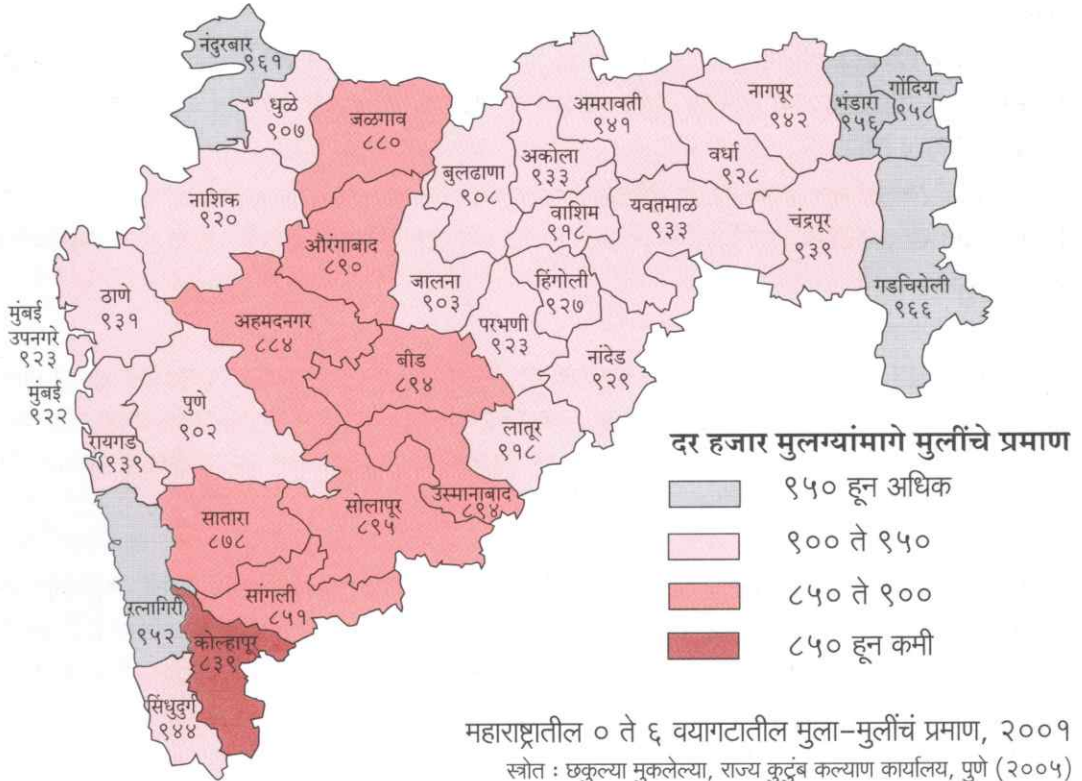 नंदुरबार
९६१
धुळे
९०७
जळगाव
८८०
बुलढाणा
९०८
अकोला
९३३
अमरावती
९४१
नागपूर
९४२
भंडारा
९५६
गोंदिया
९५८
वर्धा
९२८
नाशिक
९२०
औरंगाबाद
८९०
जालना
९०३
वाशिम
९१८
यवतमाळ
९३३
चंद्रपूर
९३९
गडचिरोली
९६६
हिंगोली
९२७
परभणी
९२३
नांदेड
९२९
ठाणे
९३१
मुंबई
उपनगरे
९२३
मुंबई
९२२
अहमदनगर
८८४
बीड
८९४
पुणे
९०२
रायगड
९३९
लातूर
९१८
उस्मानाबाद
८९४
सोलापूर
८९५
सातारा
८७८
सांगली
८५१
रत्नागिरी
९५२
कोल्हापूर
८३९
सिंधुदुर्ग
९४४
दर हजार मुलग्यांमागे मुलींचे प्रमाण
९५० हून अधिक
९०० ते ९५०
८५० ते ९००
८५० हून कमी
महाराष्ट्रातील ० ते ६ वयागटातील मुला-मुलींचं प्रमाण, २००१
स्त्रोत : छकुल्या मुकलेल्या, राज्य कुटुंब कल्याण कार्यालय, पुणे (२००५)